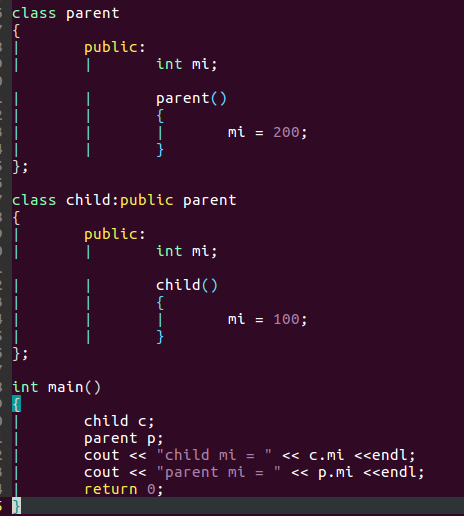 class parent
{
public:
int mi;
parent()
{
mi = 200;
}
};
class child:public parent
{
public:
int mi;
child()
{
mi = 100;
}
};
int main()
{
child c;
parent p;
cout << "child mi = " << c.mi <<endl;
cout << "parent mi = " << p.mi <<endl;
return 0;
}